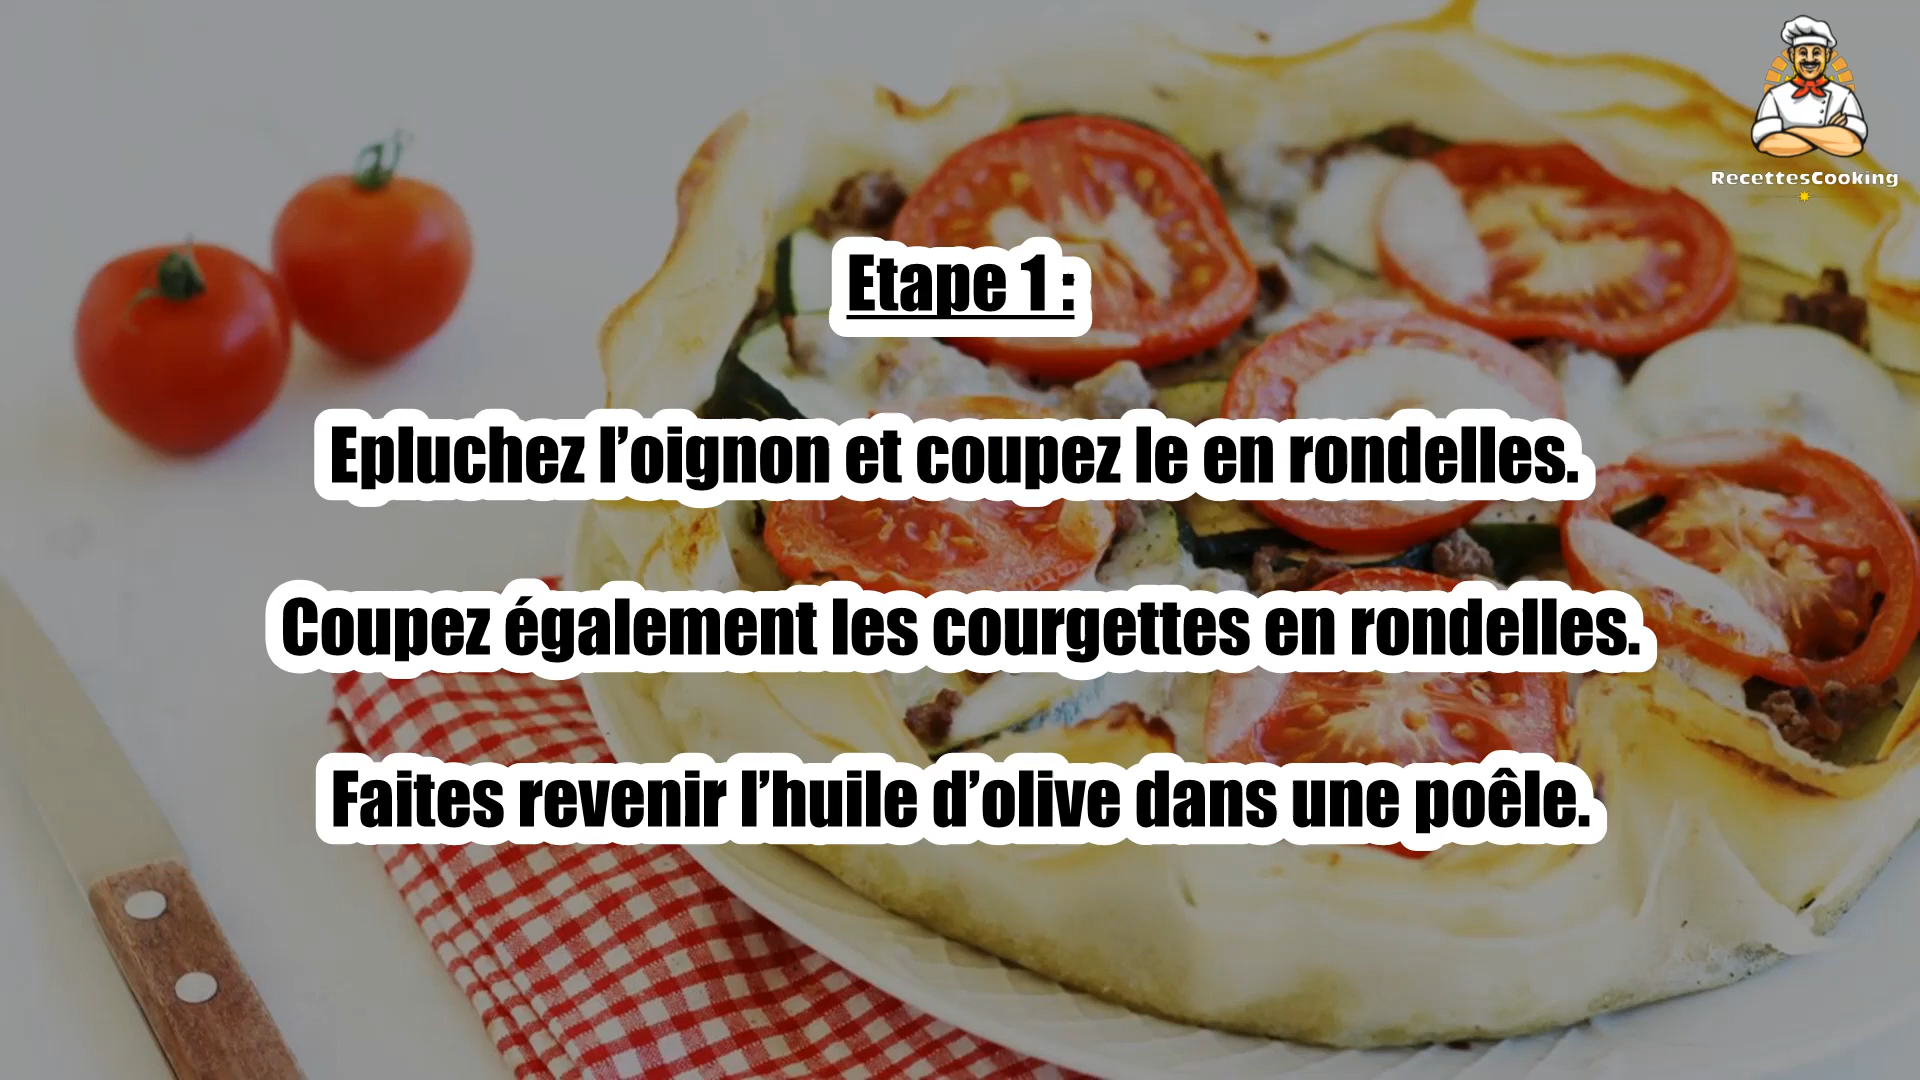 RecettesCooking
Etape 1 :
Epluchez l’oignon et coupez le en rondelles.
Coupez également les courgettes en rondelles.
Faites revenir l’huile d’olive dans une poêle.